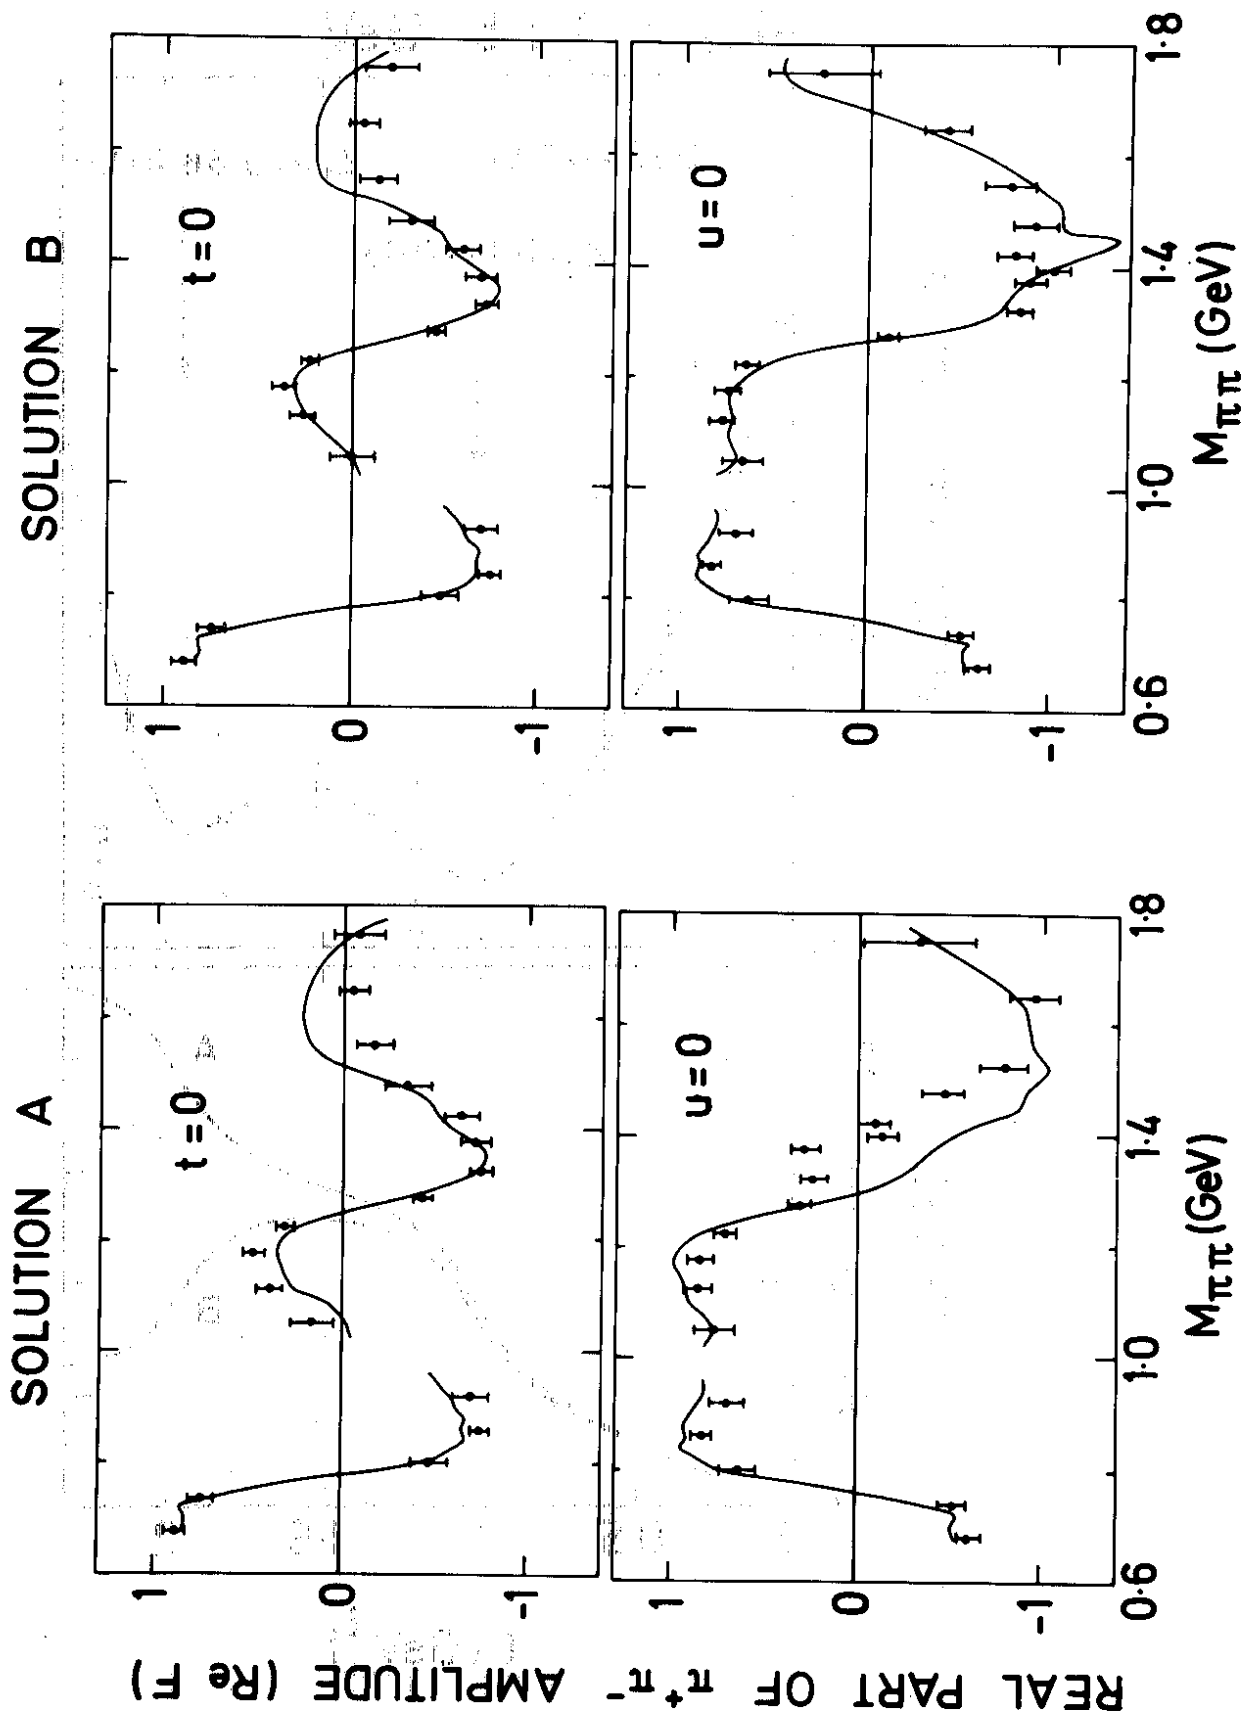 SOLUTION A
SOLUTION B
REAL PART OF π⁺π⁻ AMPLITUDE (Re F)
t=0
1
0
-1
u=0
1
0
-1
0·6
1·0
1·4
1·8
Mππ (GeV)
t=0
1
0
-1
u=0
1
0
-1
0·6
1·0
1·4
1·8
Mππ (GeV)